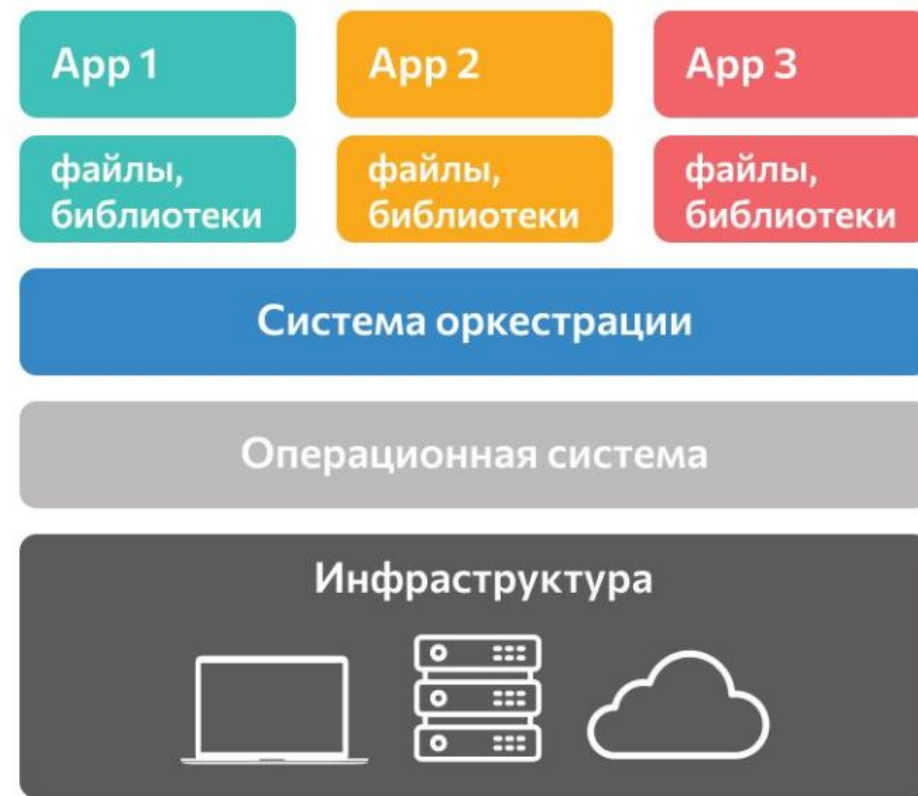 App 1
App 2
App 3
файлы,
библиотеки
файлы,
библиотеки
файлы,
библиотеки
Система оркестрации
Операционная система
Инфраструктура